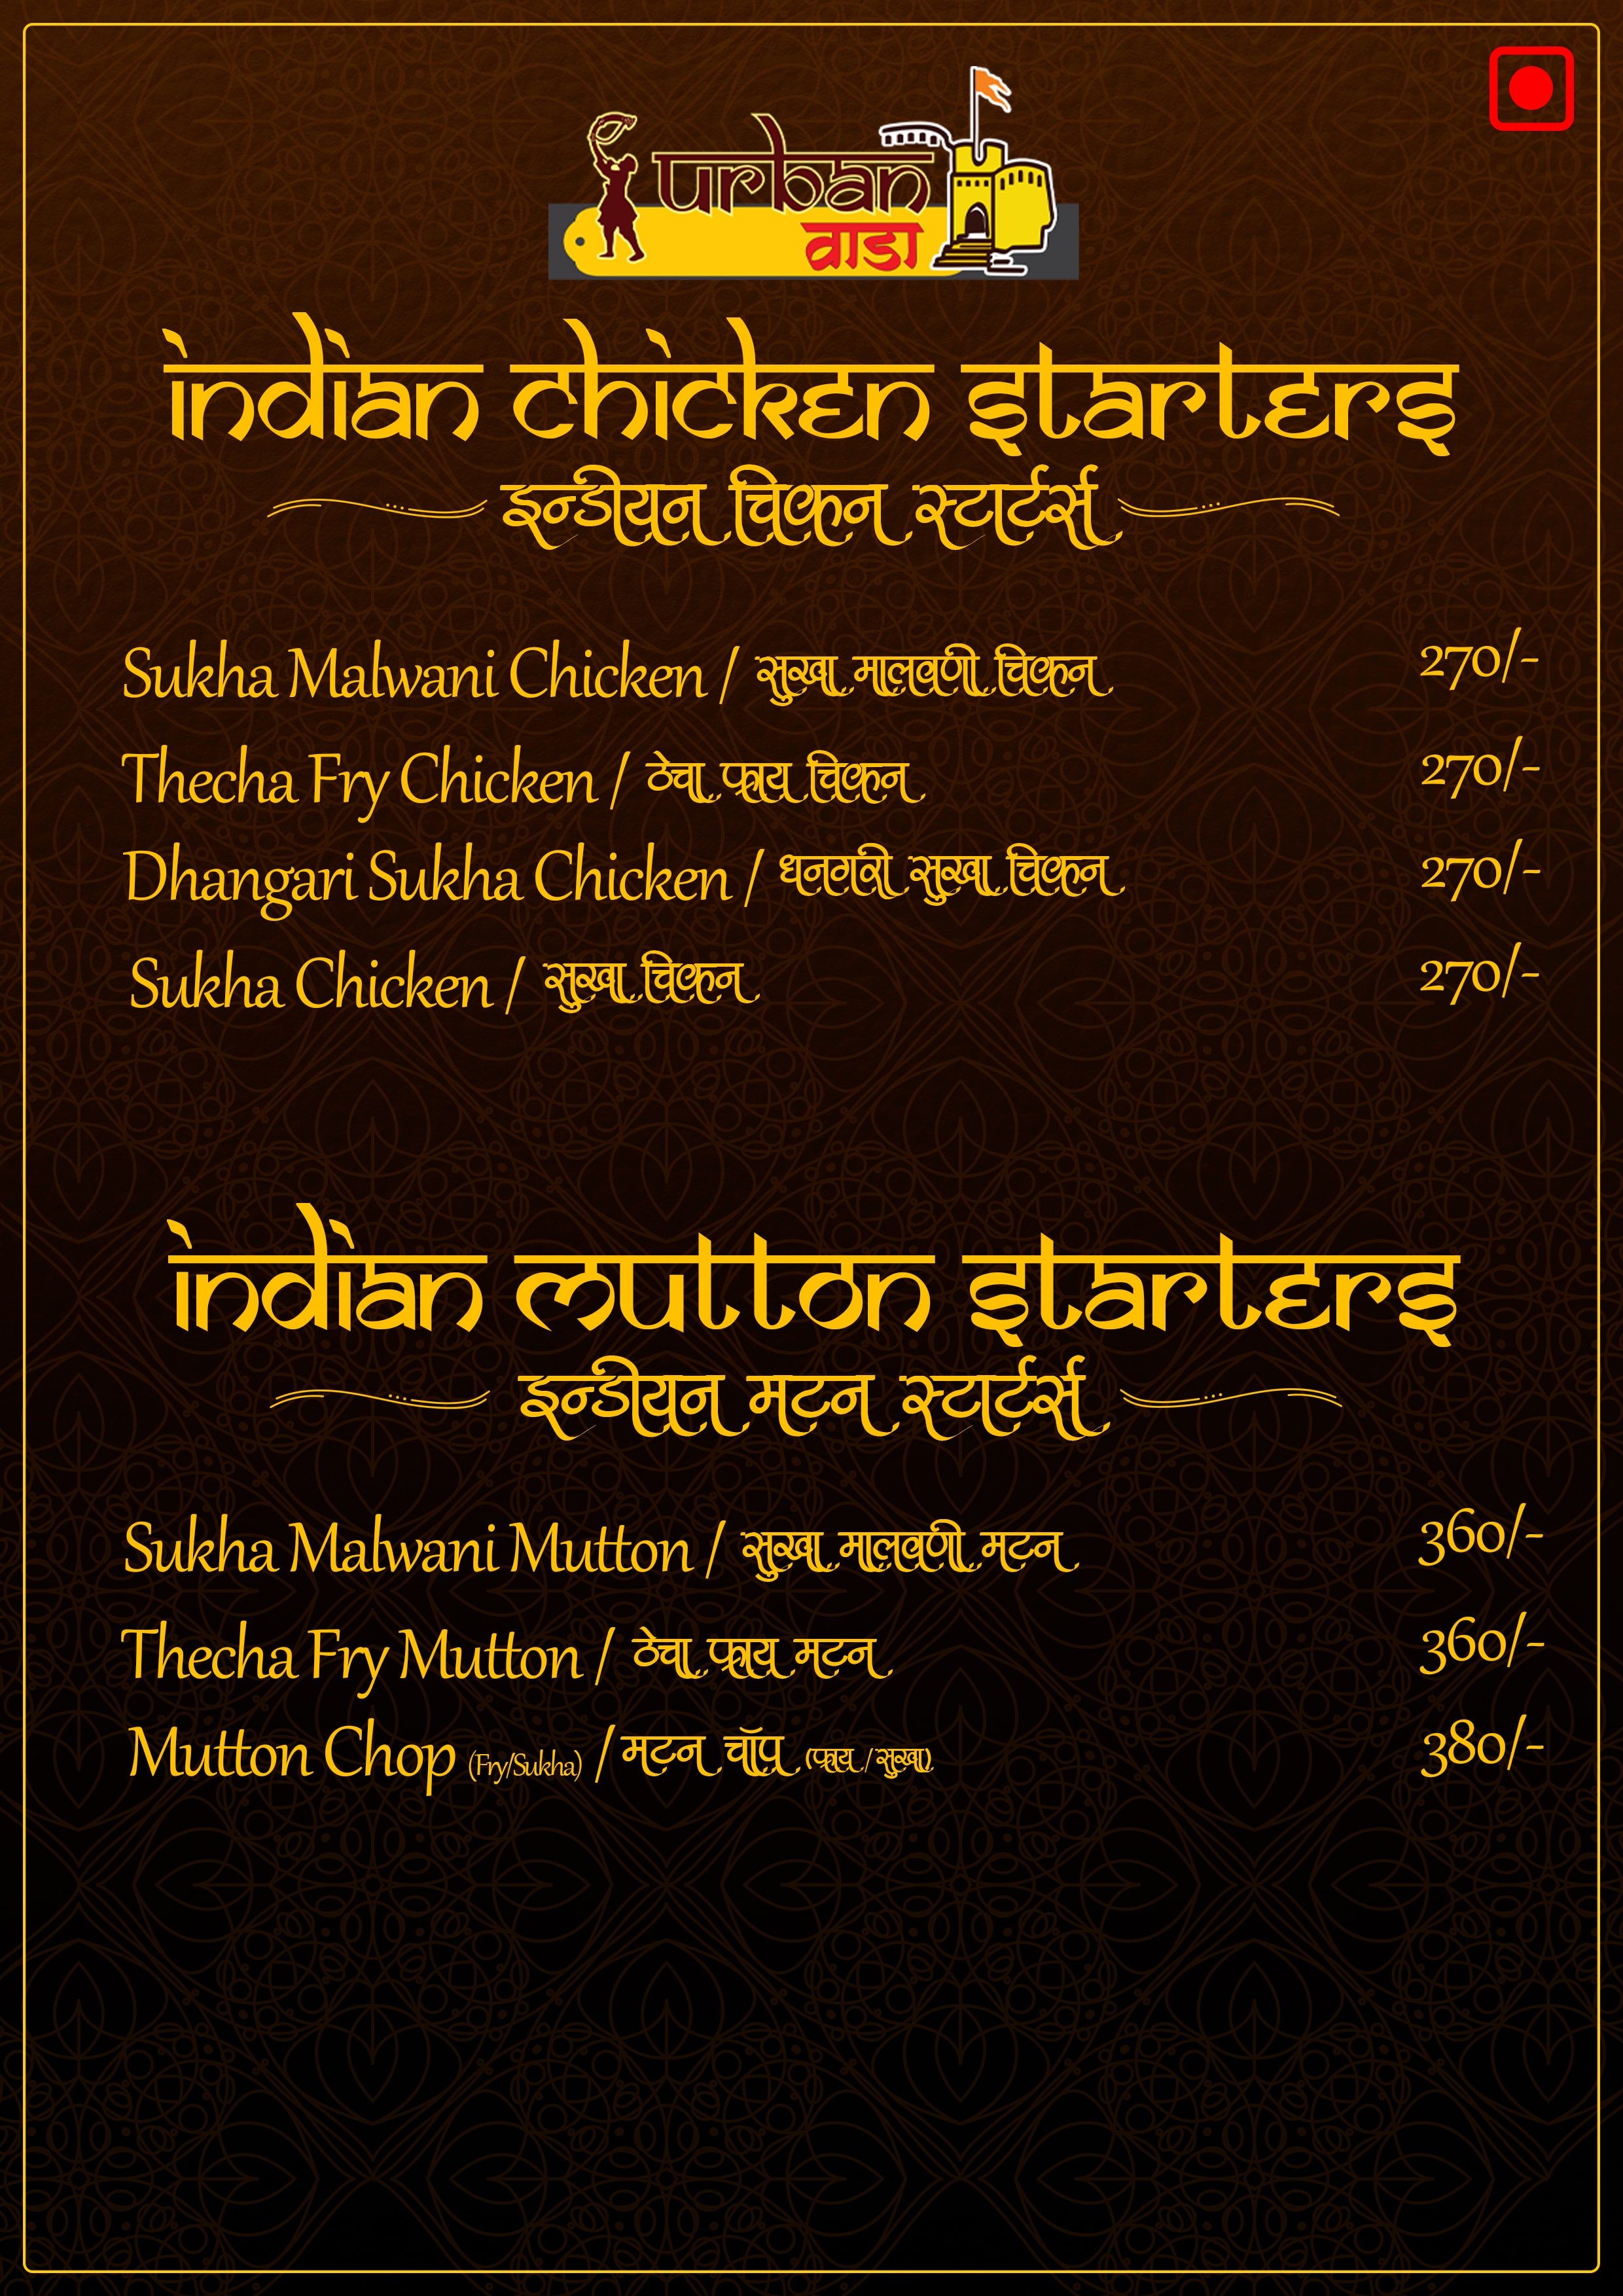 urban
वाडा
indian chicken starters
इन्डीयन चिकन स्टार्टर्स
Sukha Malwani Chicken / सुखा मालवणी चिकन 270/-
Thecha Fry Chicken / ठेचा फ्राय चिकन 270/-
Dhangari Sukha Chicken / धनगरी सुखा चिकन 270/-
Sukha Chicken / सुखा चिकन 270/-
indian mutton starters
इन्डीयन मटन स्टार्टर्स
Sukha Malwani Mutton / सुखा मालवणी मटन 360/-
Thecha Fry Mutton / ठेचा फ्राय मटन 360/-
Mutton Chop (Fry/Sukha) / मटन चॉप (फ्राय / सुखा) 380/-